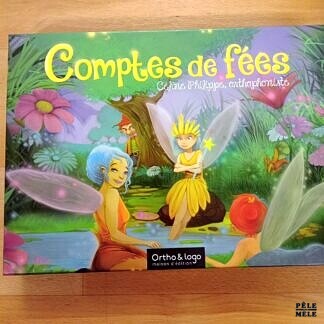 Comptes de fées
Céline Philippe, orthophoniste
Ortho & logo
maison d'édition
PÊLE
MÊLE